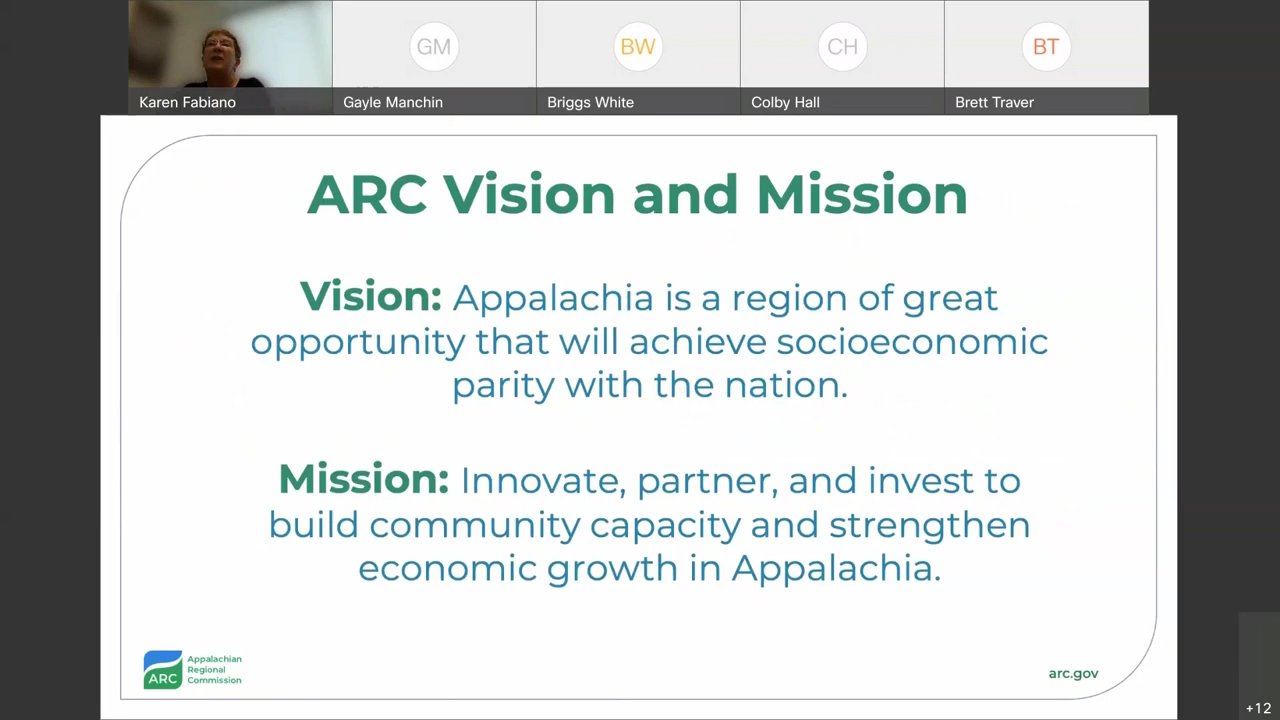 GM
BW
CH
BT
Karen Fabiano
Gayle Manchin
Briggs White
Colby Hall
Brett Traver
ARC Vision and Mission
Vision: Appalachia is a region of great
opportunity that will achieve socioeconomic
parity with the nation.
Mission: Innovate, partner, and invest to
build community capacity and strengthen
economic growth in Appalachia.
ARC
Appalachian
Regional
Commission
arc.gov
+12